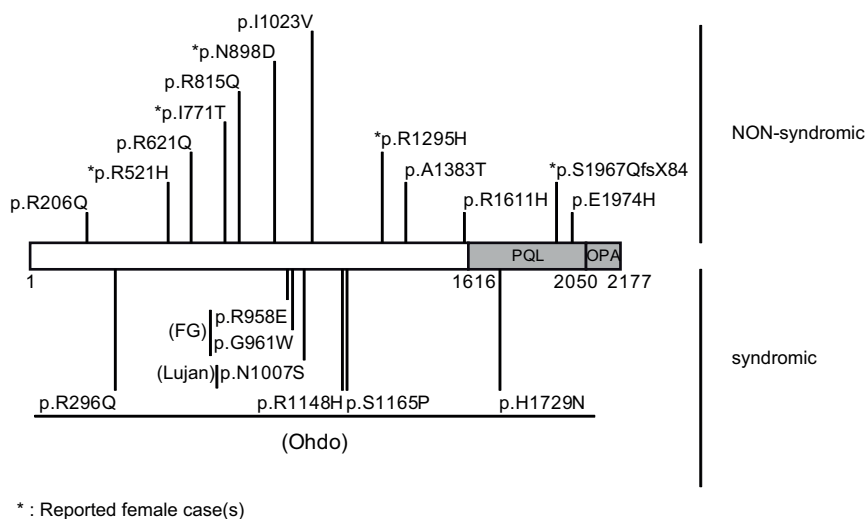 p.I1023V
*p.N898D
p.R815Q
*p.I771T
p.R621Q
*p.R1295H
*p.R521H
p.A1383T
*p.S1967QfsX84
p.R206Q
p.R1611H
p.E1974H
NON-syndromic
PQL
OPA
1
1616
2050
2177
(FG)
p.R958E
p.G961W
(Lujan)
p.N1007S
syndromic
p.R296Q
p.R1148H
p.S1165P
p.H1729N
(Ohdo)
* : Reported female case(s)